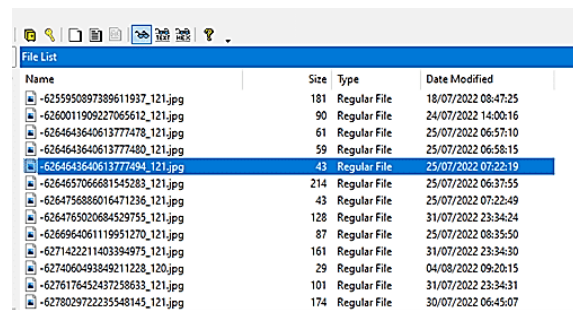 TEXT HEX
File List
Name Size Type Date Modified
-6255950897389611937_121.jpg 181 Regular File 18/07/2022 08:47:25
-6260011909227065612_121.jpg 90 Regular File 24/07/2022 14:00:16
-6264643640613777478_121.jpg 61 Regular File 25/07/2022 06:57:10
-6264643640613777480_121.jpg 59 Regular File 25/07/2022 06:58:15
-6264643640613777494_121.jpg 43 Regular File 25/07/2022 07:22:19
-6264657066681545283_121.jpg 214 Regular File 25/07/2022 06:37:55
-6264756886016471236_121.jpg 43 Regular File 25/07/2022 07:22:49
-6264765020684529755_121.jpg 128 Regular File 31/07/2022 23:34:24
-6266964061119951270_121.jpg 87 Regular File 25/07/2022 08:35:50
-6271422211403394975_121.jpg 161 Regular File 31/07/2022 23:34:30
-6274060493849211228_120.jpg 29 Regular File 04/08/2022 09:20:15
-6276176452437258633_121.jpg 101 Regular File 31/07/2022 23:34:31
-6278029722235548145_121.jpg 174 Regular File 30/07/2022 06:45:07